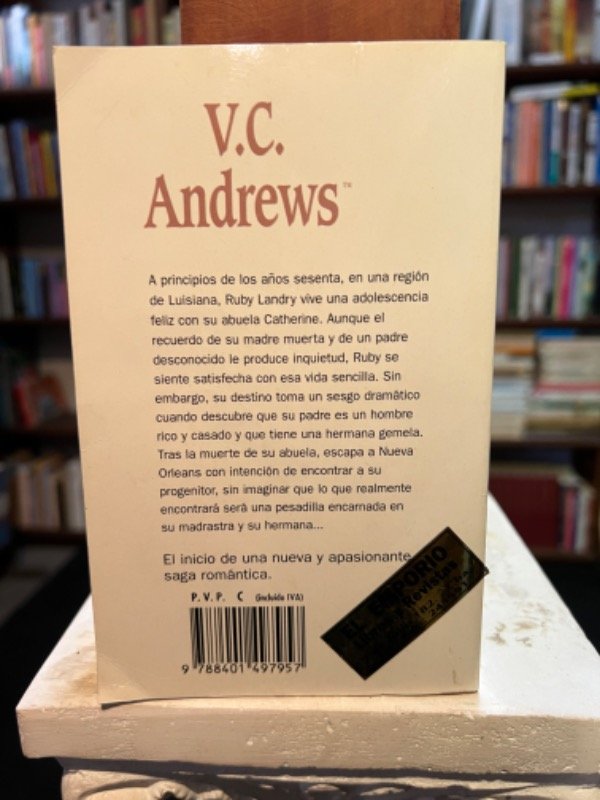 V.C.
Andrews™
A principios de los años sesenta, en una región
de Luisiana, Ruby Landry vive una adolescencia
feliz con su abuela Catherine. Aunque el
recuerdo de su madre muerta y de un padre
desconocido le produce inquietud, Ruby se
siente satisfecha con esa vida sencilla. Sin
embargo, su destino toma un sesgo dramático
cuando descubre que su padre es un hombre
rico y casado y que tiene una hermana gemela.
Tras la muerte de su abuela, escapa a Nueva
Orleans con intención de encontrar a su
progenitor, sin imaginar que lo que realmente
encontrará será una pesadilla encarnada en
su madrastra y su hermana...
El inicio de una nueva y apasionante
saga romántica.
P.V.P. C (incluido IVA)
9 788401 497957
EL EMPORIO